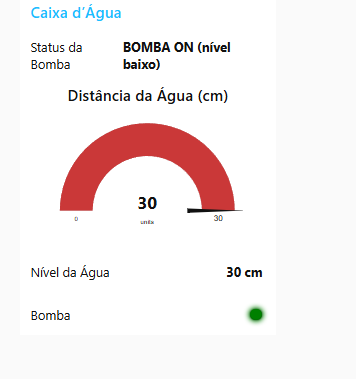 Caixa d´Água
Status da Bomba
BOMBA ON (nível baixo)
Distância da Água (cm)
30
units
0
30
Nível da Água
30 cm
Bomba